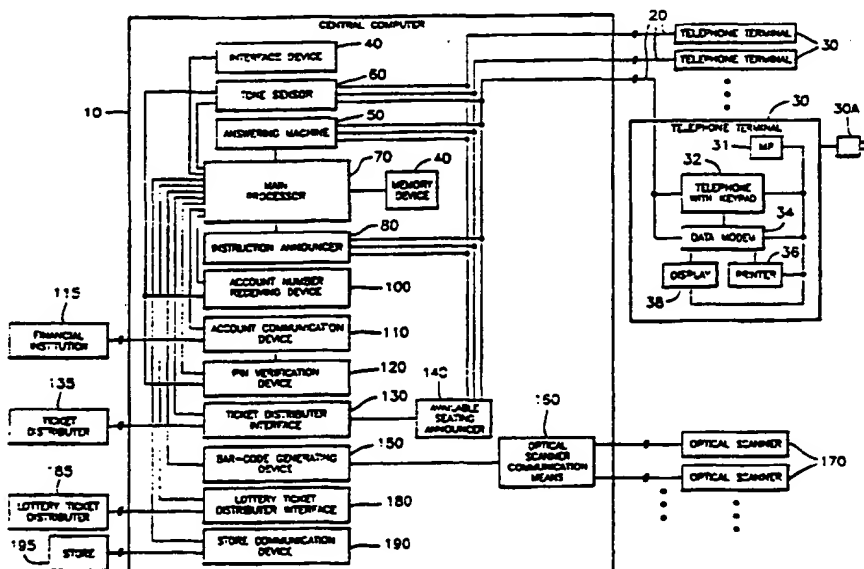 CENTRAL COMPUTER
10
INTERFACE DEVICE
40
TONE SENSOR
60
ANSWERING MACHINE
50
MAIN
PROCESSOR
70
MEMORY
DEVICE
40
INSTRUCTION ANNOUNCER
80
ACCOUNT NUMBER
RECEIVING DEVICE
100
ACCOUNT COMMUNICATION
DEVICE
110
PIN VERIFICATION
DEVICE
120
TICKET DISTRIBUTER
INTERFACE
130
AVAILABLE
SEATING
ANNOUNCER
140
BAR-CODE GENERATING
DEVICE
150
OPTICAL
SCANNER
COMMUNICATION
MEANS
160
LOTTERY TICKET
DISTRIBUTER INTERFACE
180
STORE COMMUNICATION
DEVICE
190
115
FINANCIAL
INSTITUTION
135
TICKET
DISTRIBUTER
185
LOTTERY TICKET
DISTRIBUTER
195
STORE
20
TELEPHONE TERMINAL
TELEPHONE TERMINAL
30
30
30A
TELEPHONE TERMINAL
31
MP
32
TELEPHONE
WITH KEYPAD
34
DATA MODEM
36
DISPLAY
PRINTER
38
OPTICAL SCANNER
OPTICAL SCANNER
170